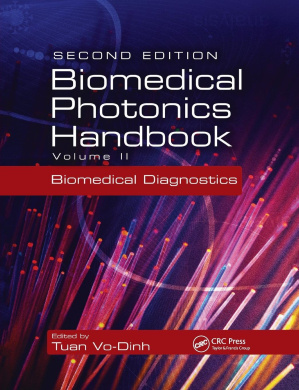 SECOND EDITION
Biomedical
Photonics
Handbook
Volume II
Biomedical Diagnostics
Edited by
Tuan Vo-Dinh
CRC Press
Taylor & Francis Group